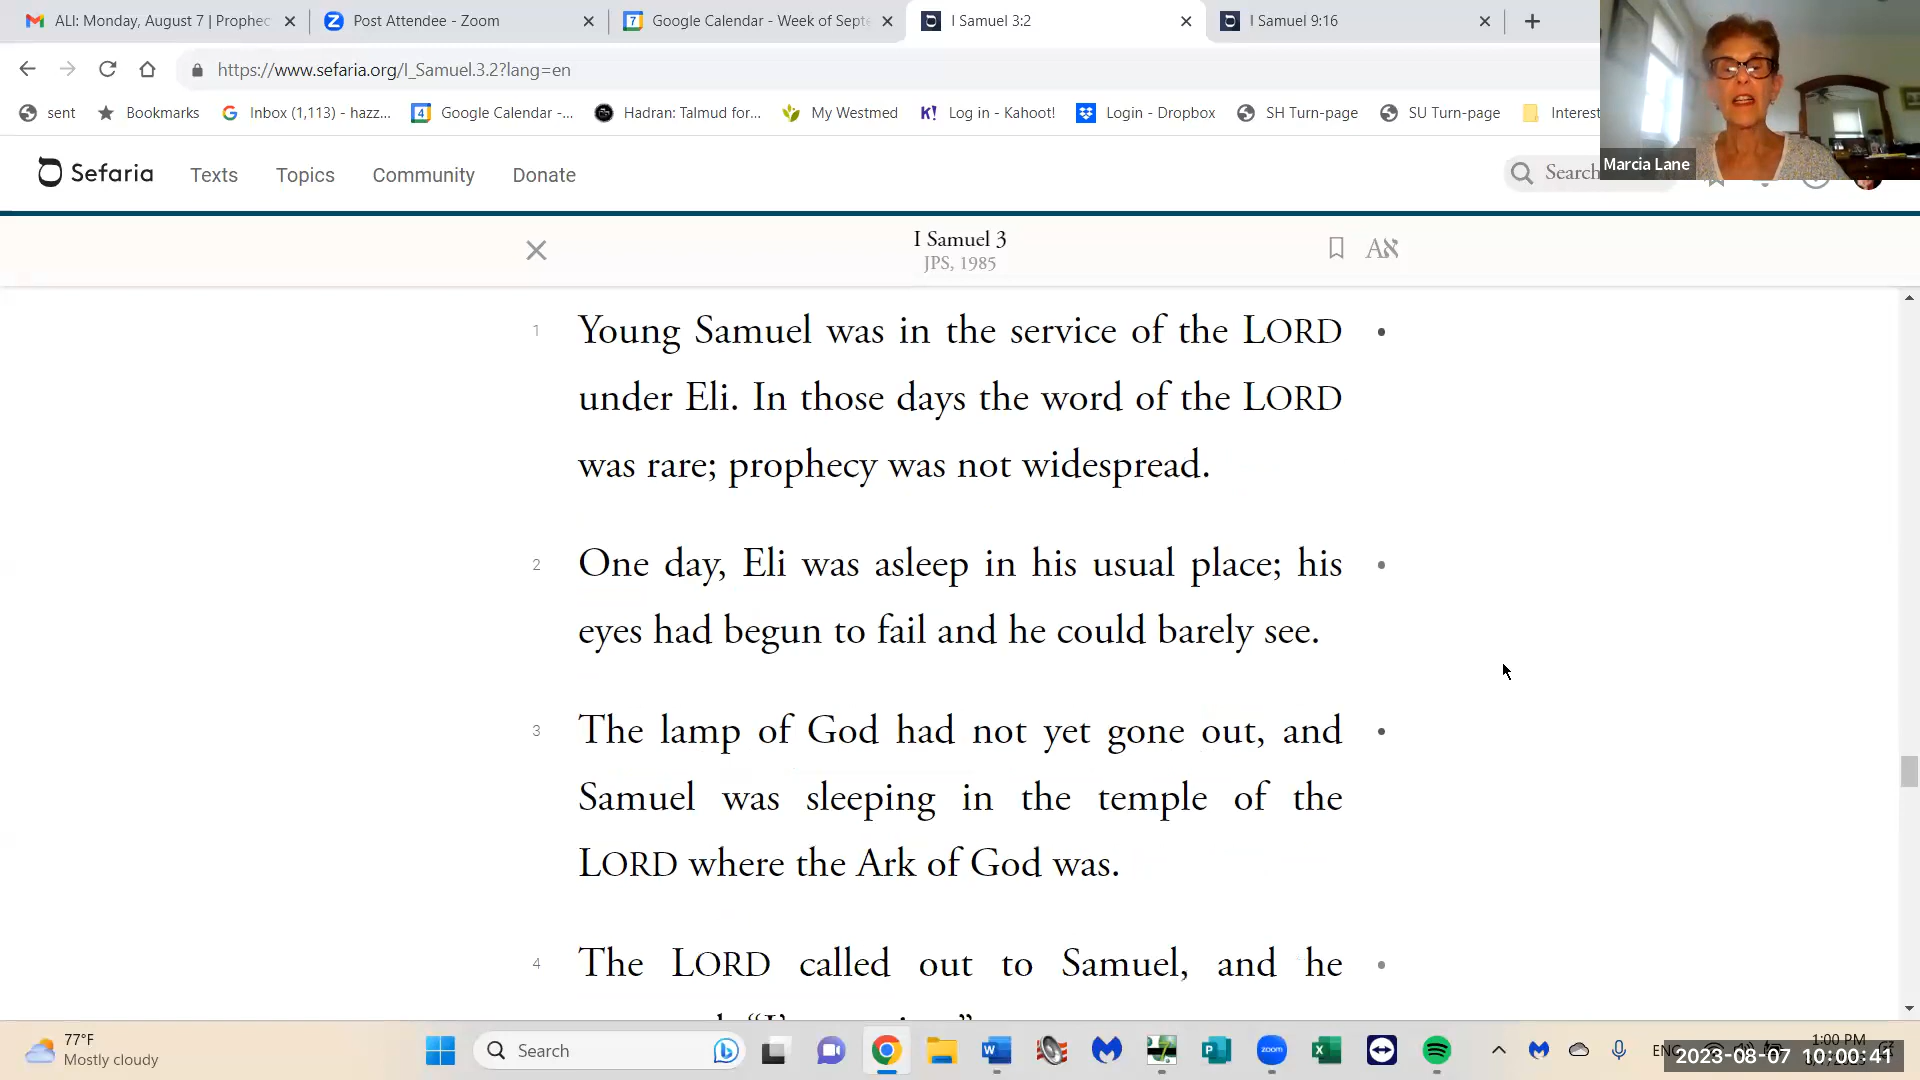 ALI: Monday, August 7 | Prophec
Post Attendee - Zoom
Google Calendar - Week of Septe
I Samuel 3:2
I Samuel 9:16
https://www.sefaria.org/I_Samuel.3.2?lang=en
sent
Bookmarks
Inbox (1,113) - hazz...
Google Calendar -...
Hadran: Talmud for...
My Westmed
Log in - Kahoot!
Login - Dropbox
SH Turn-page
SU Turn-page
Interest
Marcia Lane
Sefaria
Texts
Topics
Community
Donate
Search
I Samuel 3
JPS, 1985
Aא
1 Young Samuel was in the service of the LORD
under Eli. In those days the word of the LORD
was rare; prophecy was not widespread.
2 One day, Eli was asleep in his usual place; his
eyes had begun to fail and he could barely see.
3 The lamp of God had not yet gone out, and
Samuel was sleeping in the temple of the
LORD where the Ark of God was.
4 The LORD called out to Samuel, and he
77°F
Mostly cloudy
Search
zoom
ENG
1:00 PM
2023-08-07 10:00:41